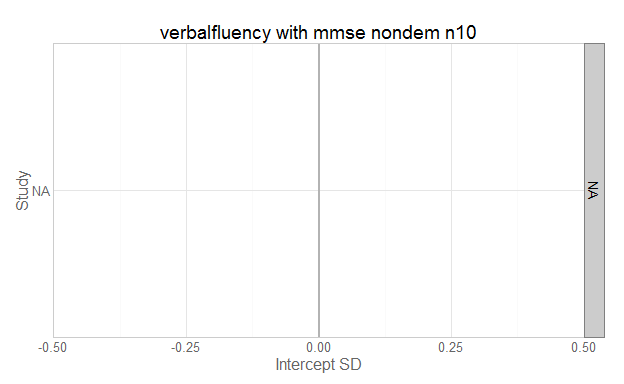 verbalfluency with mmse nondem n10
Study
NA
NA
-0.50
-0.25
0.00
0.25
0.50
Intercept SD